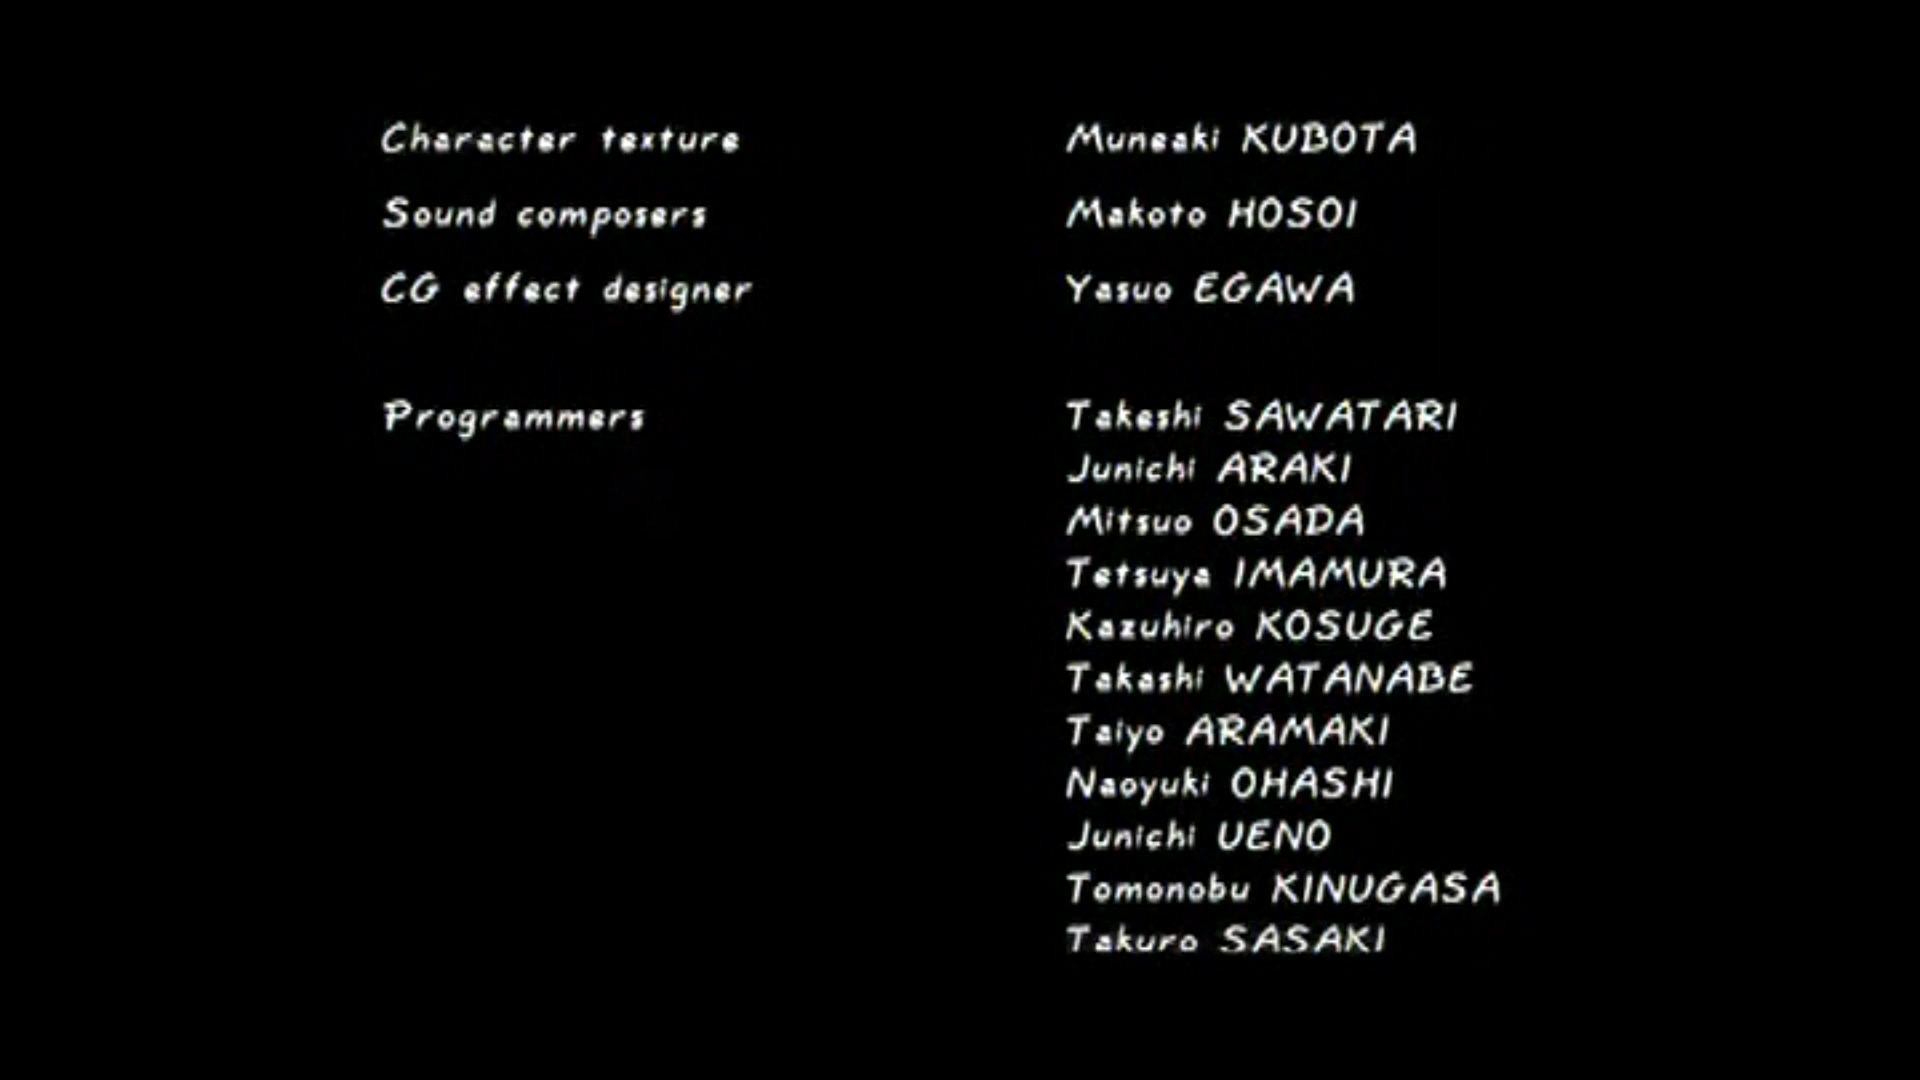 Character texture Muneaki KUBOTA
Sound composers Makoto HOSOI
CG effect designer Yasuo EGAWA
Programmers Takeshi SAWATARI
Junichi ARAKI
Mitsuo OSADA
Tetsuya IMAMURA
Kazuhiro KOSUGE
Takashi WATANABE
Taiyo ARAMAKI
Naoyuki OHASHI
Junichi UENO
Tomonobu KINUGASA
Takuro SASAKI